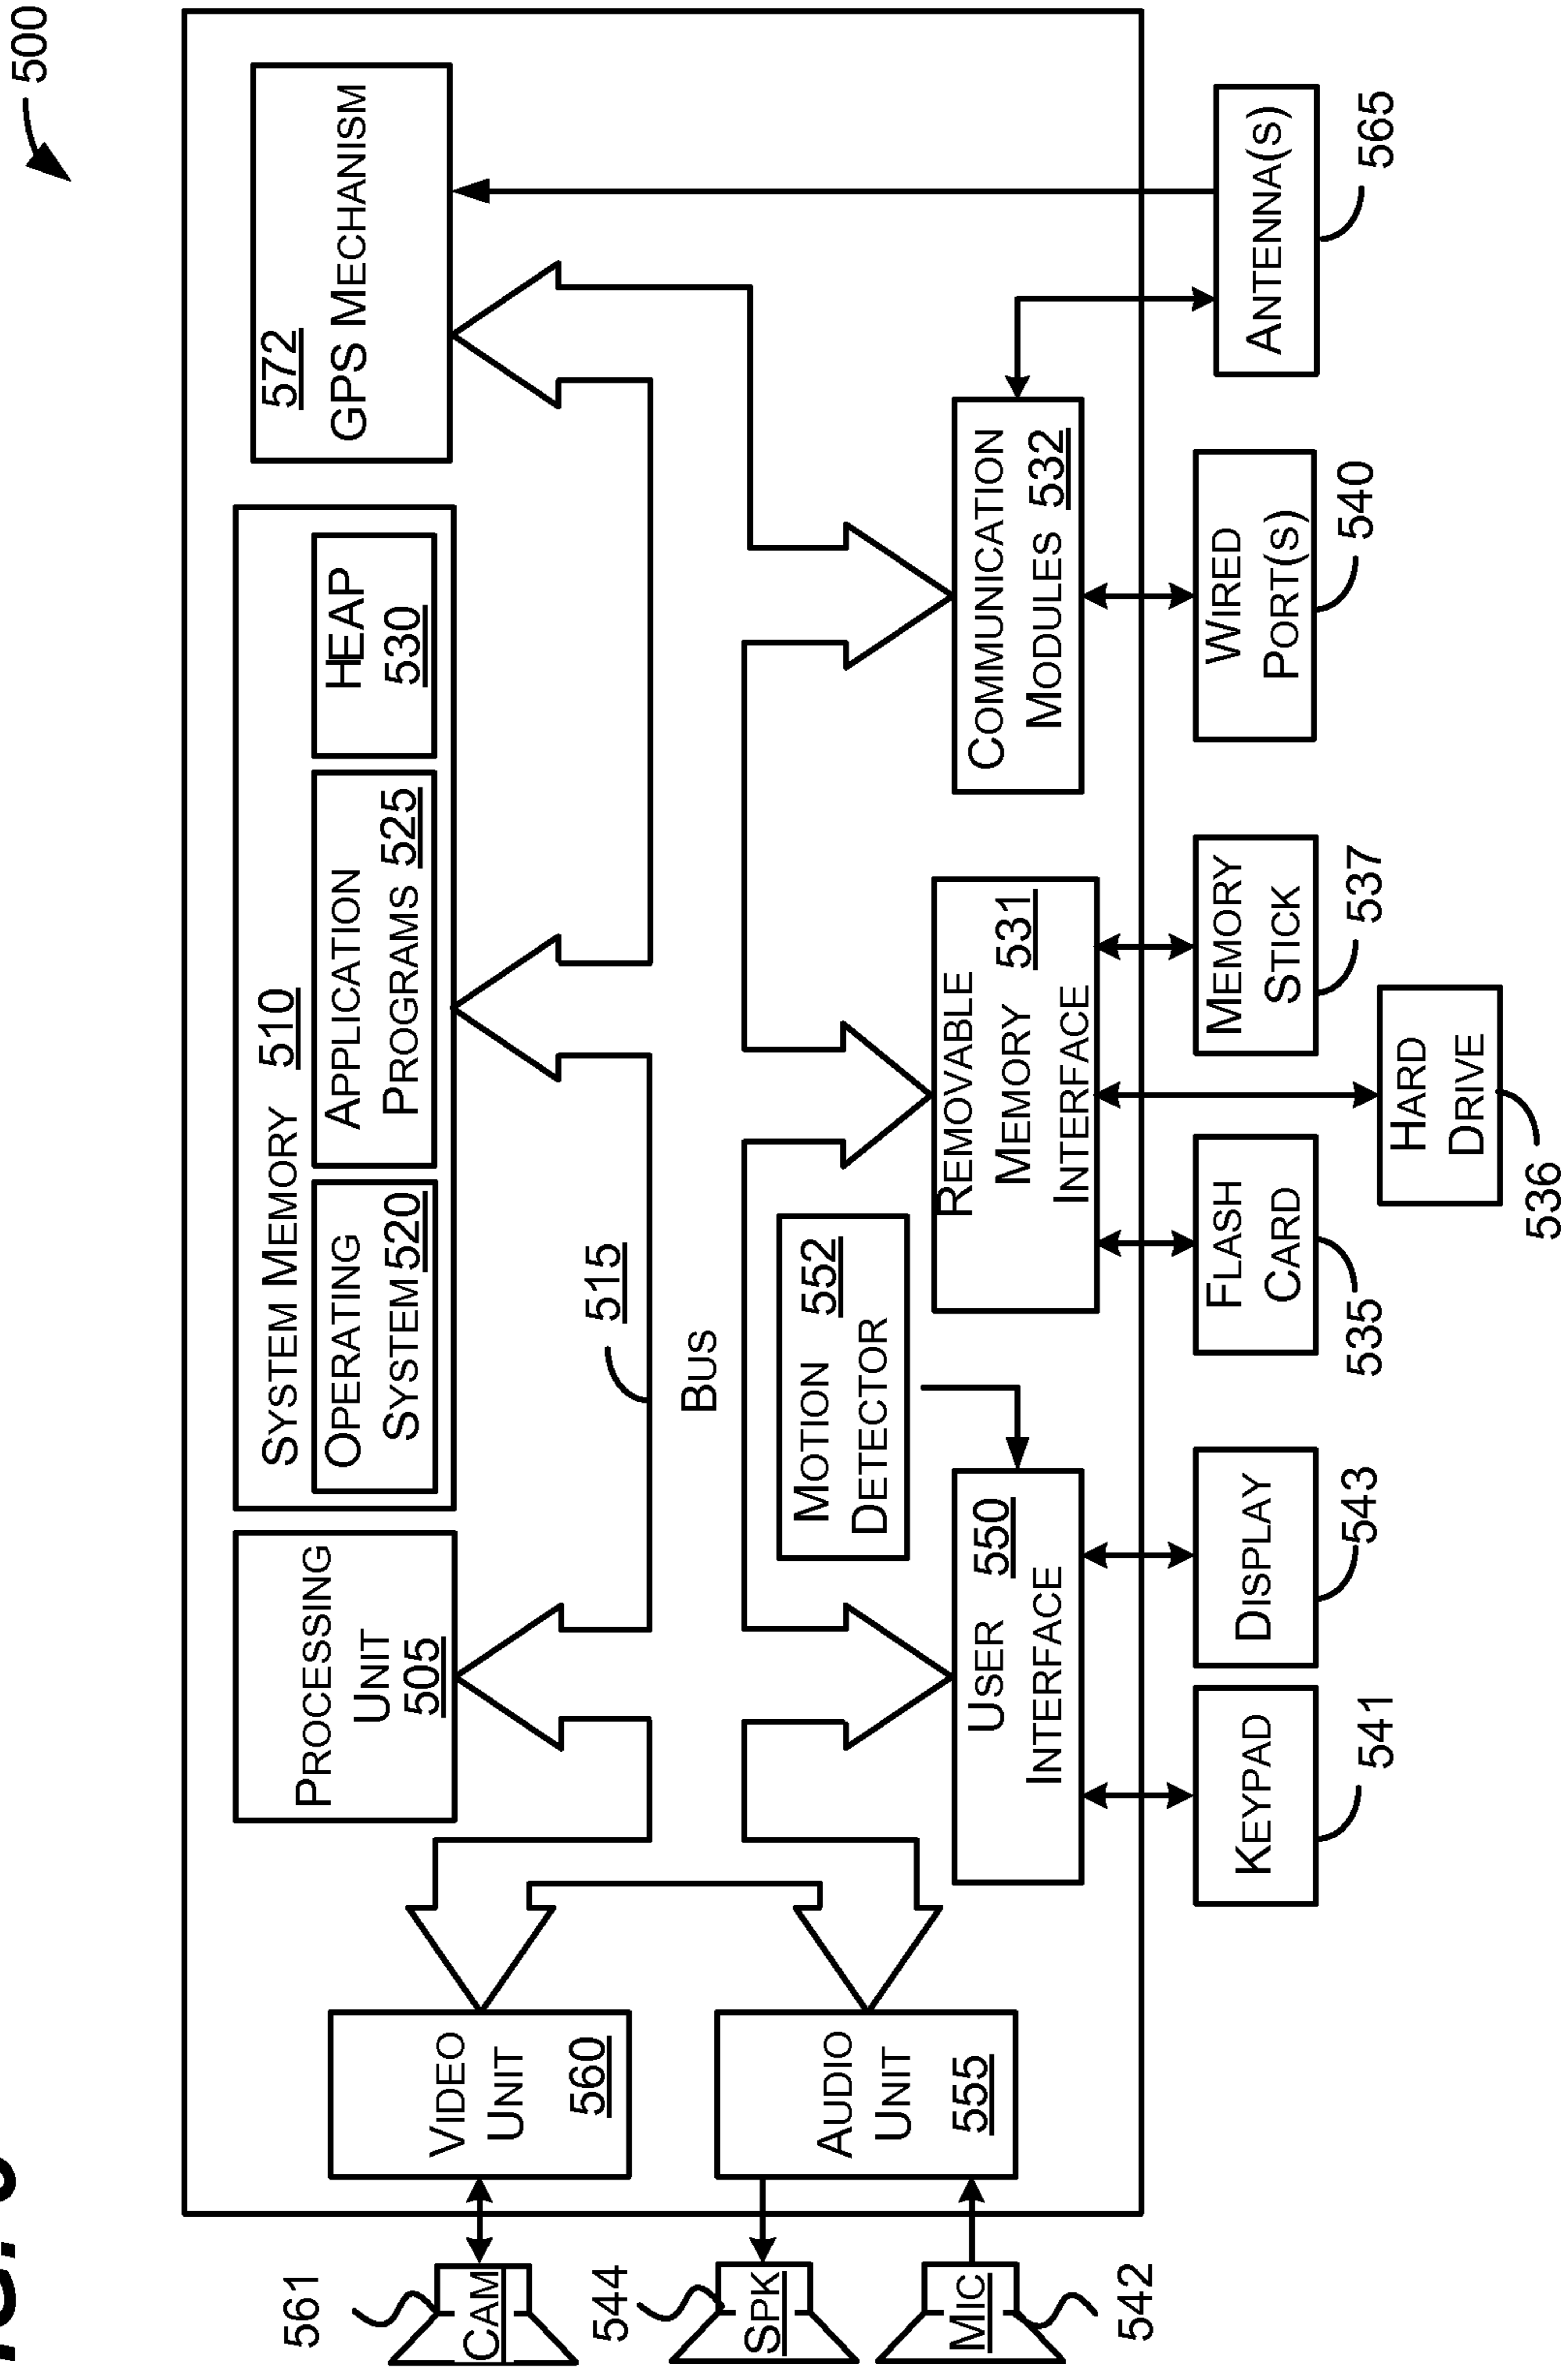 500
PROCESSING
UNIT
505
SYSTEM MEMORY 510
OPERATING
SYSTEM 520
APPLICATION
PROGRAMS 525
HEAP
530
572
GPS MECHANISM
515
BUS
VIDEO
UNIT
560
AUDIO
UNIT
555
561
CAM
544
SPK
MIC
542
MOTION 552
DETECTOR
USER 550
INTERFACE
REMOVABLE
MEMORY 531
INTERFACE
COMMUNICATION
MODULES 532
KEYPAD
541
DISPLAY
543
FLASH
CARD
535
HARD
DRIVE
536
MEMORY
STICK
537
WIRED
PORT(S)
540
ANTENNA(S)
565